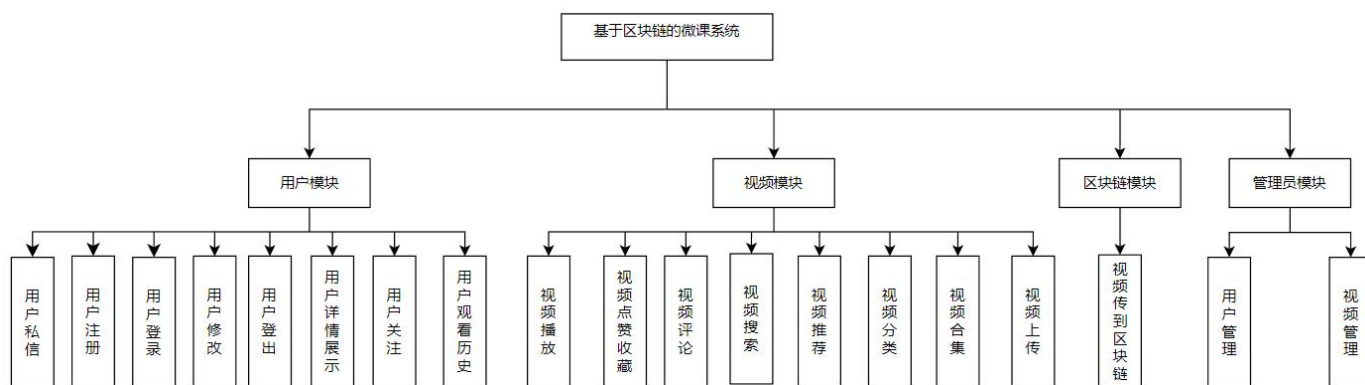 基于区块链的微课系统
用户模块
视频模块
区块链模块
管理员模块
用户私信
用户注册
用户登录
用户修改
用户登出
用户详情展示
用户关注
用户观看历史
视频播放
视频点赞收藏
视频评论
视频搜索
视频推荐
视频分类
视频合集
视频上传
视频传到区块链
用户管理
视频管理